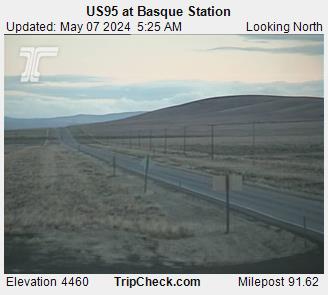 US95 at Basque Station
Updated: May 07 2024 5:25 AM Looking North
Elevation 4460 TripCheck.com Milepost 91.62